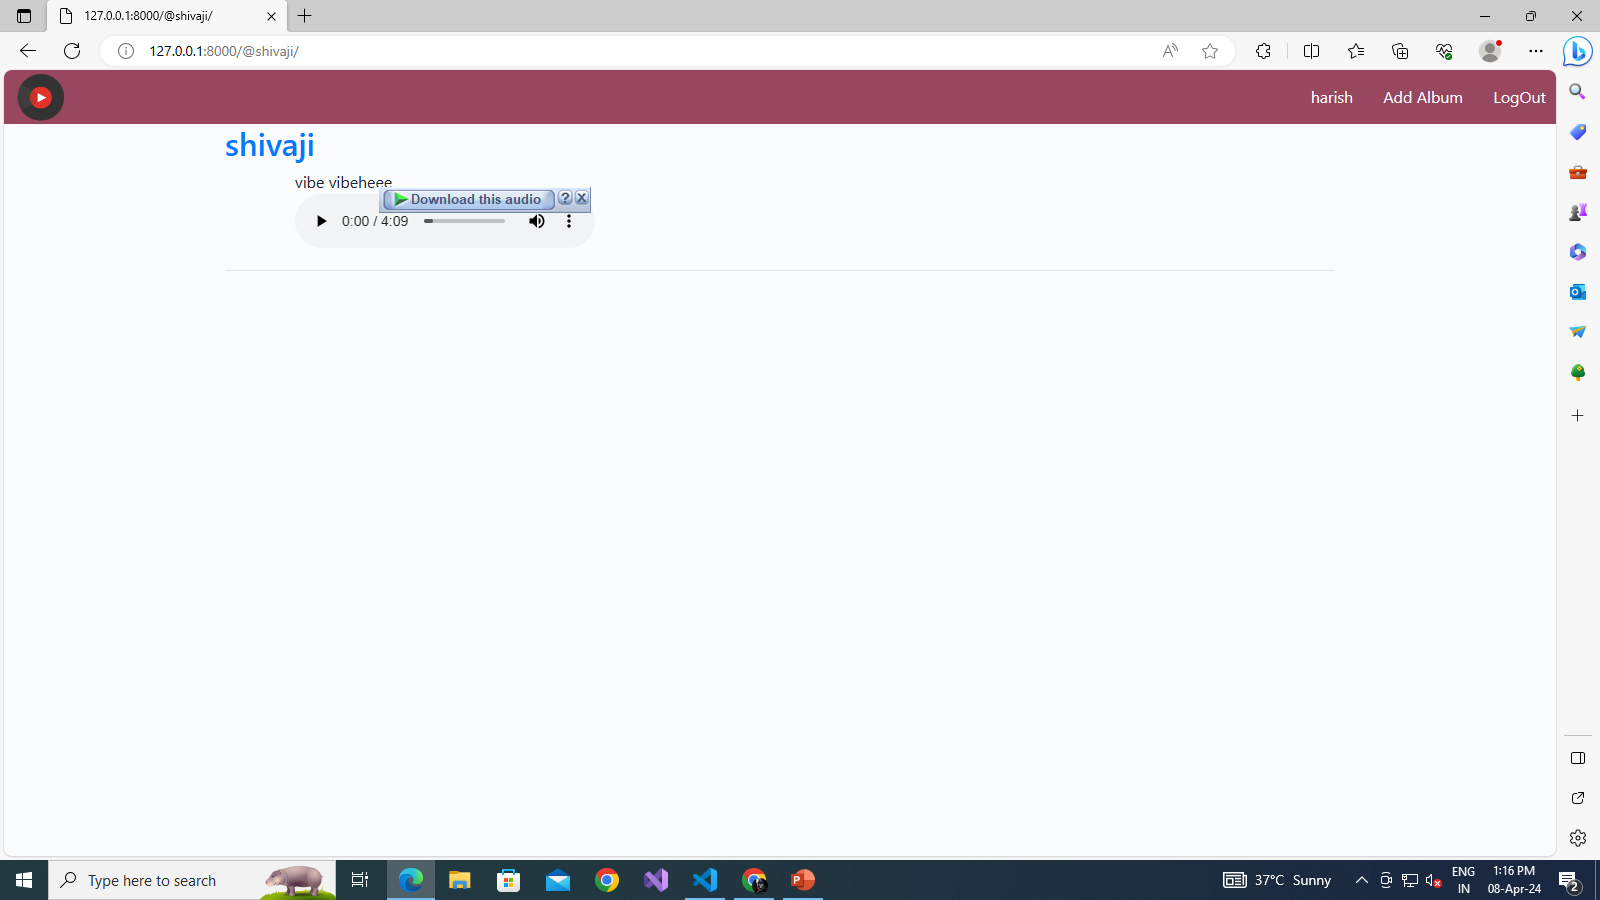 127.0.0.1:8000/@shivaji/
127.0.0.1:8000/@shivaji/
harish Add Album LogOut
shivaji
vibe vibeheee
Download this audio ? x
0:00 / 4:09
Type here to search
37°C Sunny
ENG
IN
1:16 PM
08-Apr-24
2